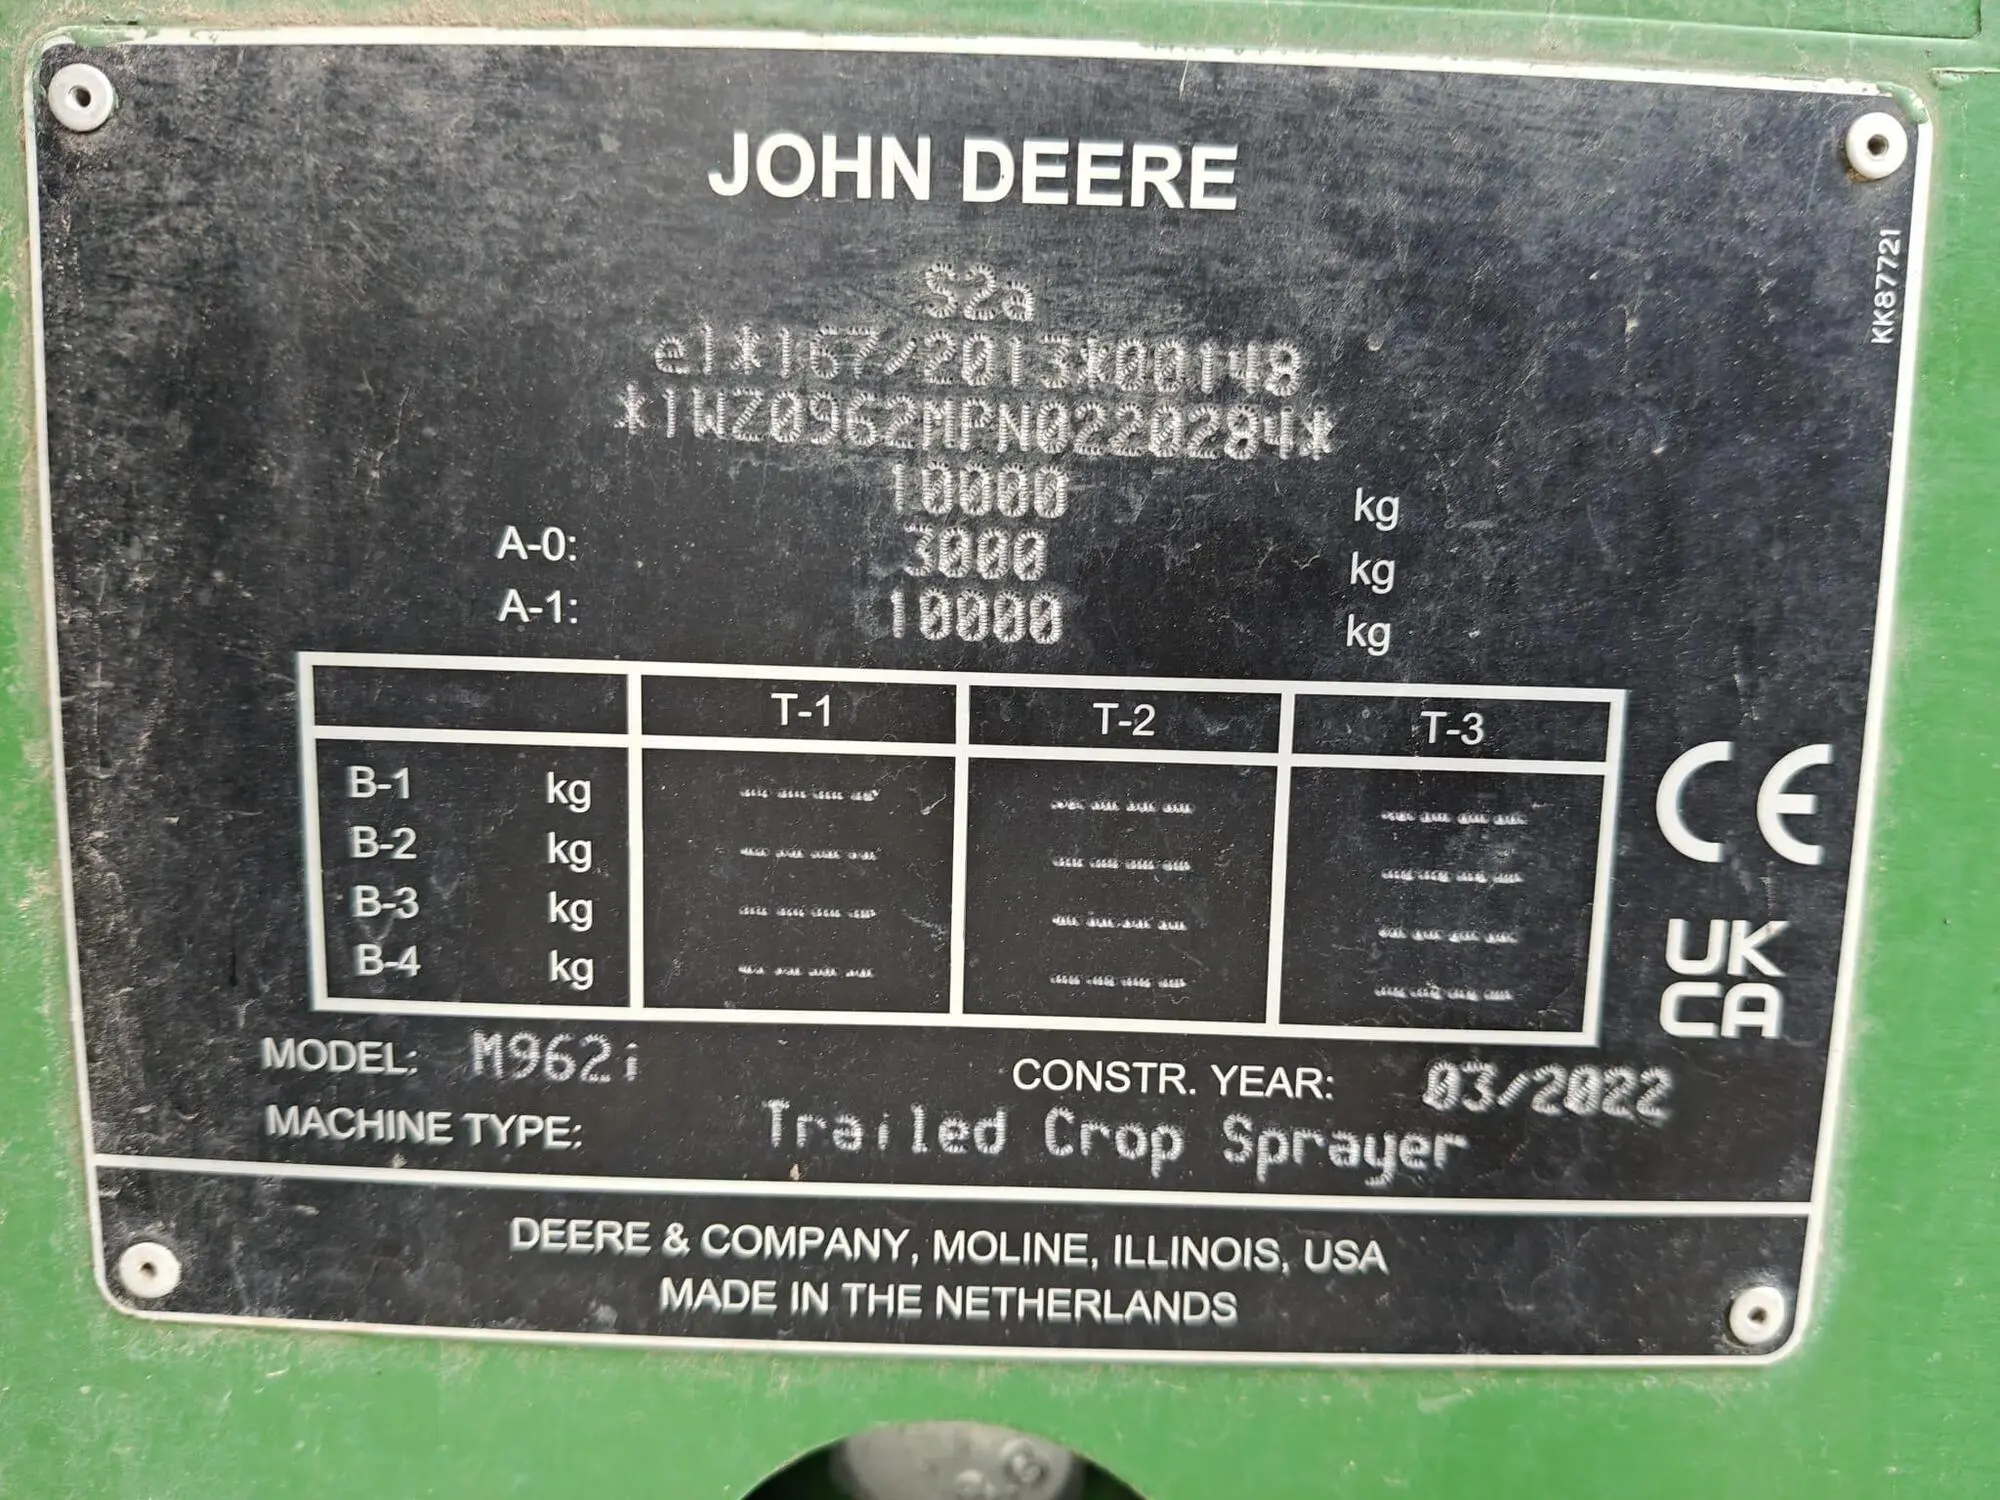 JOHN DEERE
KK87721
S2a
e1*167/2013*00148
*1WZ0962MPN0220284*
10000 kg
A-0: 3000 kg
A-1: 10000 kg
T-1 T-2 T-3
B-1 kg ---- ---- ----
B-2 kg ---- ---- ----
B-3 kg ---- ---- ----
B-4 kg ---- ---- ----
CE
UK
CA
MODEL: M962i CONSTR. YEAR: 03/2022
MACHINE TYPE: Trailed Crop Sprayer
DEERE & COMPANY, MOLINE, ILLINOIS, USA
MADE IN THE NETHERLANDS